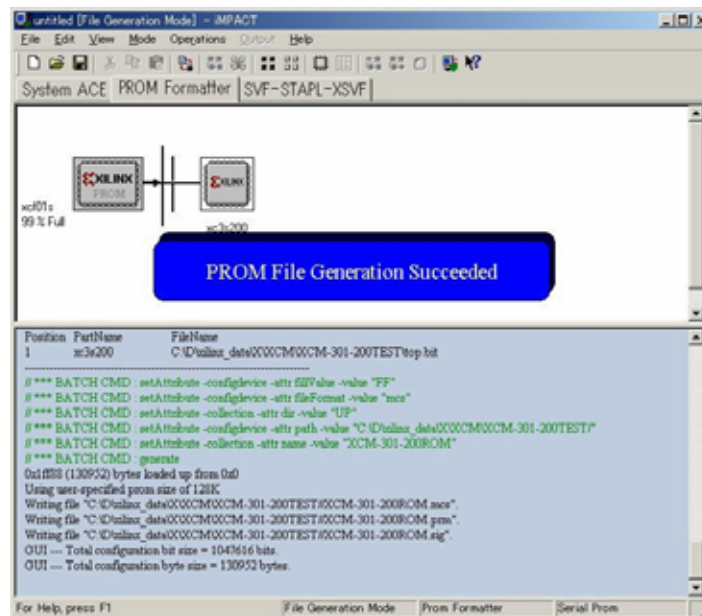 untitled [File Generation Mode] - iMPACT
File Edit View Mode Operations Output Help
System ACE PROM Formatter SVF-STAPL-XSVF
XILINX
PROM
XILINX
xcf01s
99 % Full
xc3s200
PROM File Generation Succeeded
Position PartName FileName
1 xc3s200 C:\D\xilinx_data\X\XCM\XCM-301-200TEST\top.bit
// *** BATCH CMD : setAttribute -configdevice -attr fillValue -value "FF"
// *** BATCH CMD : setAttribute -configdevice -attr fileFormat -value "mcs"
// *** BATCH CMD : setAttribute -collection -attr dir -value "UP"
// *** BATCH CMD : setAttribute -configdevice -attr path -value "C:\D\xilinx_data\X\XCM\XCM-301-200TEST/"
// *** BATCH CMD : setAttribute -collection -attr name -value "XCM-301-200ROM"
// *** BATCH CMD : generate
0x1ff88 (130952) bytes loaded up from 0x0
Using user-specified prom size of 128K
Writing file "C:\D\xilinx_data\X\XCM\XCM-301-200TEST//XCM-301-200ROM.mcs".
Writing file "C:\D\xilinx_data\X\XCM\XCM-301-200TEST//XCM-301-200ROM.prm".
Writing file "C:\D\xilinx_data\X\XCM\XCM-301-200TEST//XCM-301-200ROM.sig".
GUI --- Total configuration bit size = 1047616 bits.
GUI --- Total configuration byte size = 130952 bytes.
For Help, press F1 File Generation Mode Prom Formatter Serial Prom